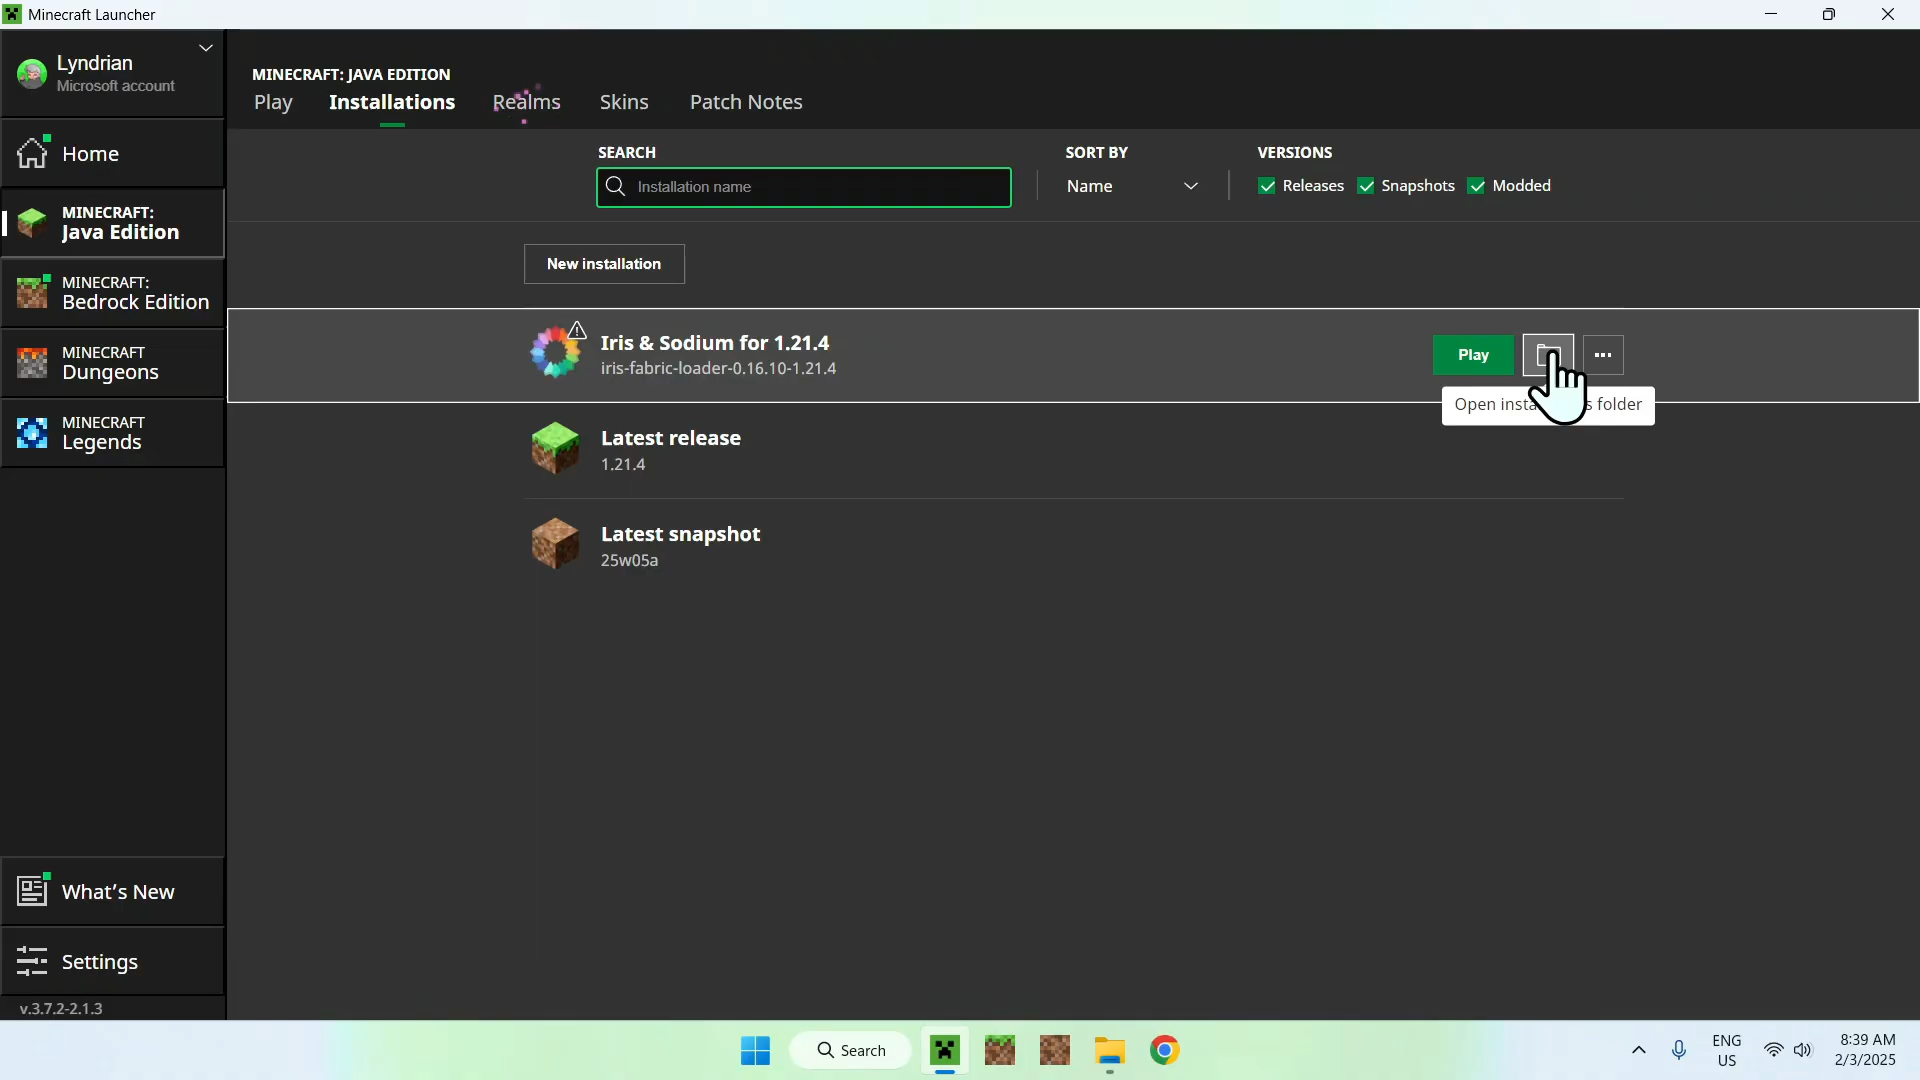 Minecraft Launcher
Lyndrian
Microsoft account
Home
MINECRAFT:
Java Edition
MINECRAFT:
Bedrock Edition
MINECRAFT
Dungeons
MINECRAFT
Legends
What's New
Settings
v.3.7.2-2.1.3
MINECRAFT: JAVA EDITION
Play Installations Realms Skins Patch Notes
SEARCH
Installation name
SORT BY
Name
VERSIONS
Releases Snapshots Modded
New installation
Iris & Sodium for 1.21.4
iris-fabric-loader-0.16.10-1.21.4
Play
Open folder
Latest release
1.21.4
Latest snapshot
25w05a
Search
ENG
US
8:39 AM
2/3/2025